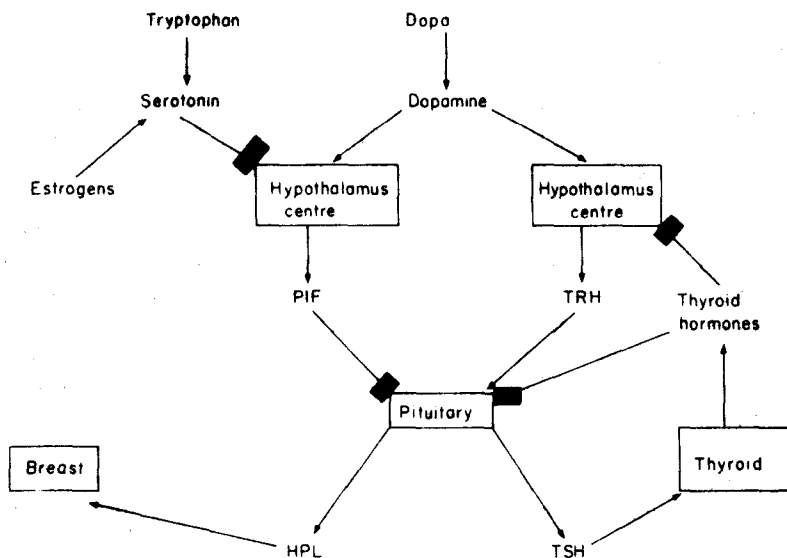 Tryptophan
Dopa
Serotonin
Dopamine
Estrogens
Hypothalamus
centre
Hypothalamus
centre
PIF
TRH
Thyroid
hormones
Pituitary
Breast
Thyroid
HPL
TSH